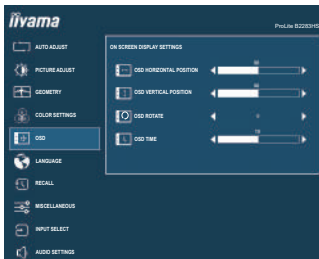 iiyama
ProLite B2283HS
AUTO ADJUST
PICTURE ADJUST
GEOMETRY
COLOR SETTINGS
OSD
LANGUAGE
RECALL
MISCELLANEOUS
INPUT SELECT
AUDIO SETTINGS
ON SCREEN DISPLAY SETTINGS
OSD HORIZONTAL POSITION
OSD VERTICAL POSITION
OSD ROTATE
OSD TIME